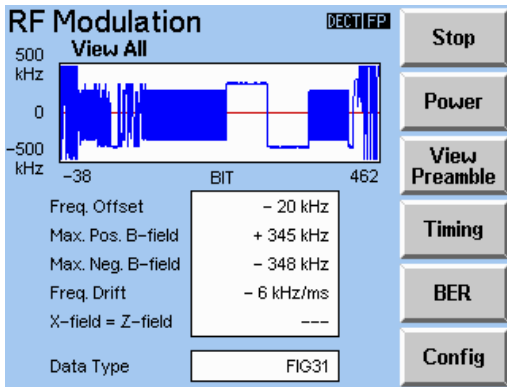 RF Modulation
DECT FP
View All
500
kHz
0
−500
kHz
−38 BIT 462
Freq. Offset − 20 kHz
Max. Pos. B−field + 345 kHz
Max. Neg. B−field − 348 kHz
Freq. Drift − 6 kHz/ms
X−field = Z−field −−−
Data Type FIG31
Stop
Power
View
Preamble
Timing
BER
Config